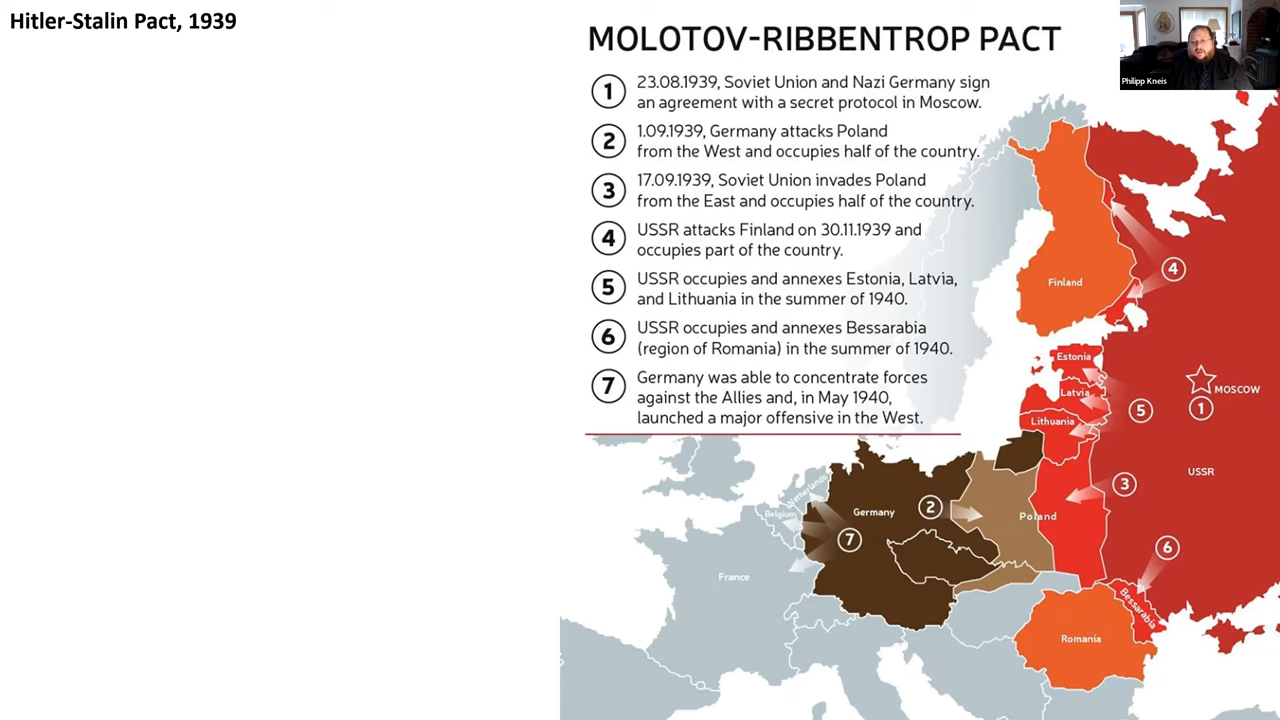 Hitler-Stalin Pact, 1939
MOLOTOV-RIBBENTROP PACT
Philipp Kneis
1 23.08.1939, Soviet Union and Nazi Germany sign
an agreement with a secret protocol in Moscow.
2 1.09.1939, Germany attacks Poland
from the West and occupies half of the country.
3 17.09.1939, Soviet Union invades Poland
from the East and occupies half of the country.
4 USSR attacks Finland on 30.11.1939 and
occupies part of the country.
5 USSR occupies and annexes Estonia, Latvia,
and Lithuania in the summer of 1940.
6 USSR occupies and annexes Bessarabia
(region of Romania) in the summer of 1940.
7 Germany was able to concentrate forces
against the Allies and, in May 1940,
launched a major offensive in the West.
4
Finland
Estonia
MOSCOW
1
Latvia
5
Lithuania
USSR
3
Netherlands
Belgium
Germany
2
Poland
7
6
France
Bessarabia
Romania